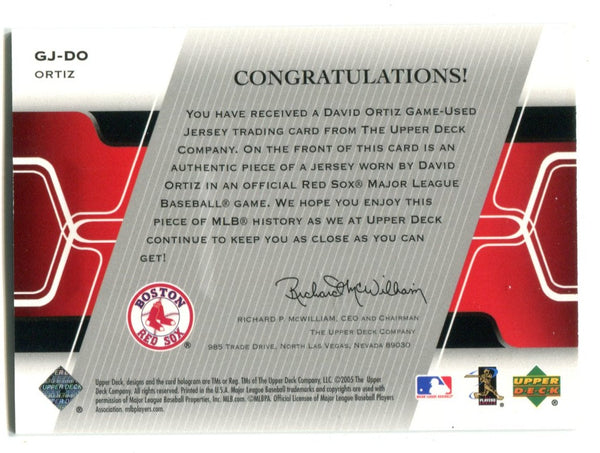 GJ-DO
ORTIZ
CONGRATULATIONS!
YOU HAVE RECEIVED A DAVID ORTIZ GAME-USED
JERSEY TRADING CARD FROM THE UPPER DECK
COMPANY. ON THE FRONT OF THIS CARD IS AN
AUTHENTIC PIECE OF A JERSEY WORN BY DAVID
ORTIZ IN AN OFFICIAL RED SOX® MAJOR LEAGUE
BASEBALL® GAME. WE HOPE YOU ENJOY THIS
PIECE OF MLB® HISTORY AS WE AT UPPER DECK
CONTINUE TO KEEP YOU AS CLOSE AS YOU CAN
GET!
Richard McWilliam
BOSTON
RED SOX ®
RICHARD P. MCWILLIAM, CEO AND CHAIRMAN
THE UPPER DECK COMPANY
985 TRADE DRIVE, NORTH LAS VEGAS, NEVADA 89030
Upper Deck, designs and the card hologram are TMs or Reg. TMs of The Upper Deck Company, LLC. ©2005 The Upper
Deck Company. All rights reserved. Printed in the U.S.A. Major League trademarks and copyrights are used with
permission of Major League Baseball Properties, Inc. MLB.com. ©MLBPA. Official Licensee of Major League Baseball Players
Association. mlbplayers.com
UPPER DECK
PLAYERS
UPPER
DECK
®